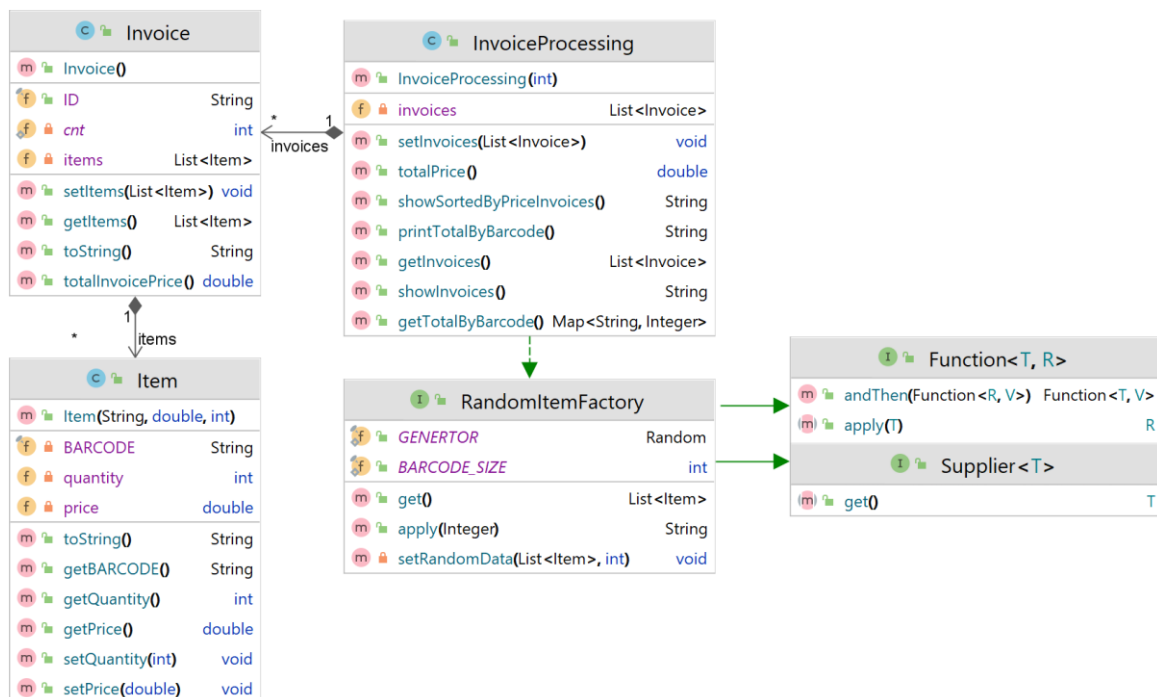 C Invoice
m Invoice()
f ID String
f cnt int
f items List<Item>
m setItems(List<Item>) void
m getItems() List<Item>
m toString() String
m totalInvoicePrice() double
1
*
items
C Item
m Item(String, double, int)
f BARCODE String
f quantity int
f price double
m toString() String
m getBARCODE() String
m getQuantity() int
m getPrice() double
m setQuantity(int) void
m setPrice(double) void
* 1
invoices
C InvoiceProcessing
m InvoiceProcessing(int)
f invoices List<Invoice>
m setInvoices(List<Invoice>) void
m totalPrice() double
m showSortedByPriceInvoices() String
m printTotalByBarcode() String
m getInvoices() List<Invoice>
m showInvoices() String
m getTotalByBarcode() Map<String, Integer>
I RandomItemFactory
f GENERTOR Random
f BARCODE_SIZE int
m get() List<Item>
m apply(Integer) String
m setRandomData(List<Item>, int) void
I Function<T, R>
m andThen(Function<R, V>) Function<T, V>
(m) apply(T) R
I Supplier<T>
(m) get() T